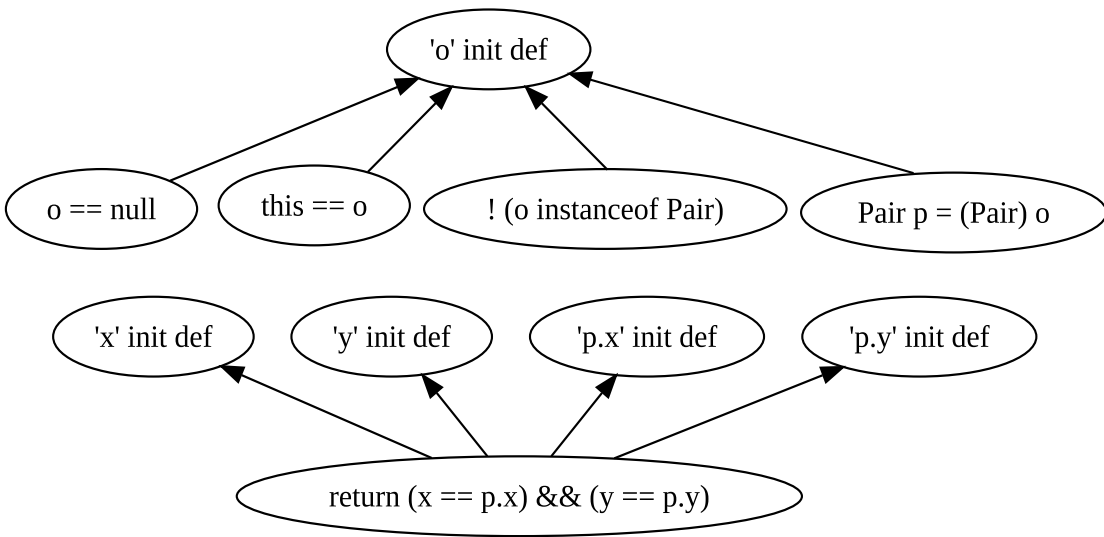 'o' init def
o == null
this == o
! (o instanceof Pair)
Pair p = (Pair) o
'x' init def
'y' init def
'p.x' init def
'p.y' init def
return (x == p.x) && (y == p.y)